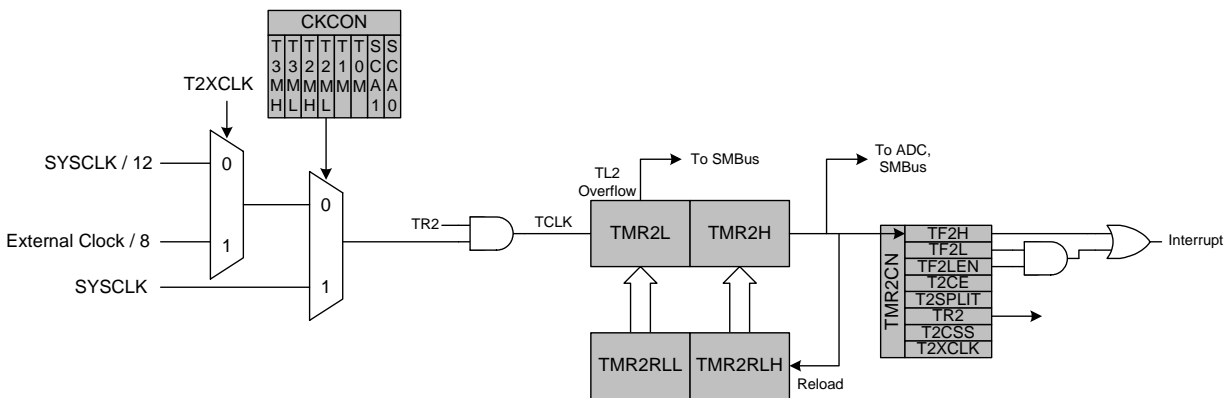 CKCON
T3MH
T3ML
T2MH
T2ML
T1M
T0M
SCA1
SCA0
T2XCLK
SYSCLK / 12
0
External Clock / 8
1
SYSCLK
0
1
TR2
TCLK
TL2
Overflow
To SMBus
To ADC,
SMBus
TMR2L
TMR2H
TMR2RLL
TMR2RLH
Reload
TMR2CN
TF2H
TF2L
TF2LEN
T2CE
T2SPLIT
TR2
T2CSS
T2XCLK
Interrupt